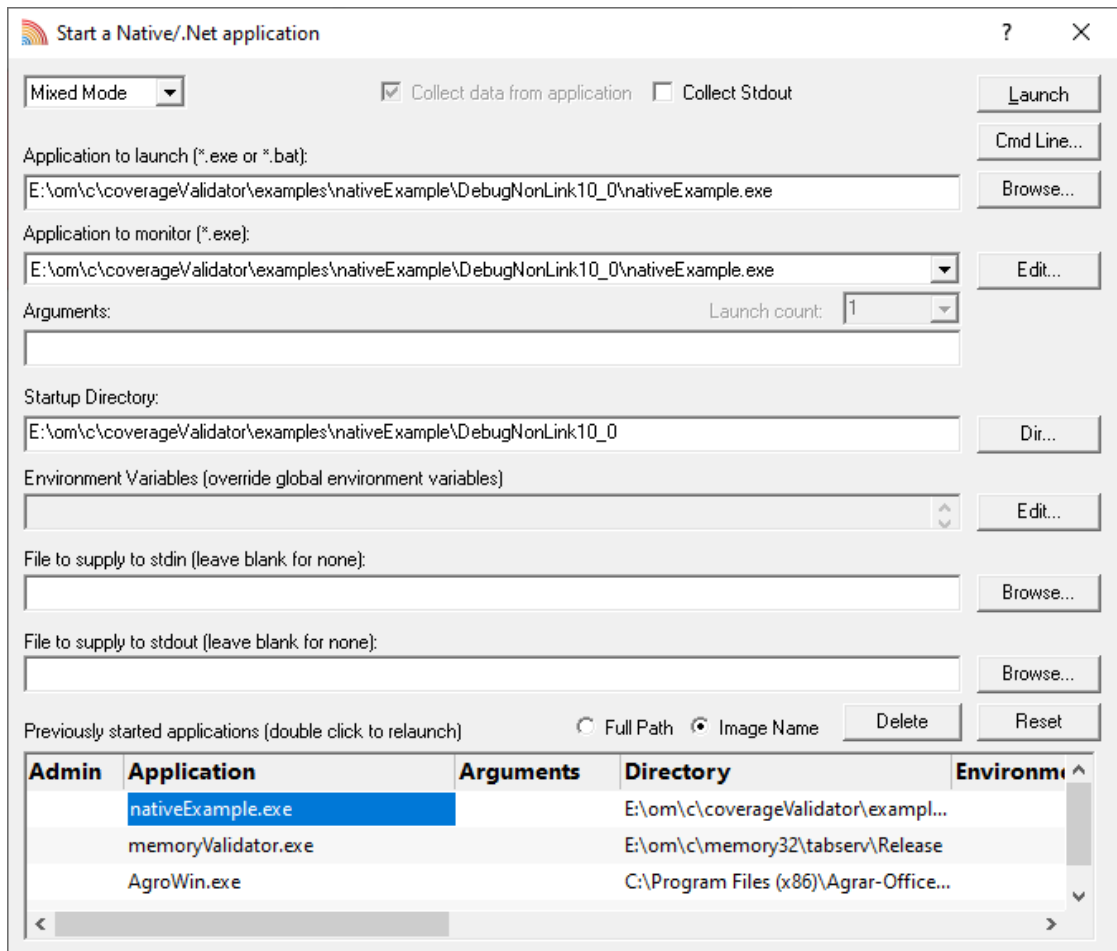 Start a Native/.Net application
?
Mixed Mode
Collect data from application
Collect Stdout
Launch
Cmd Line...
Application to launch (*.exe or *.bat):
E:\om\c\coverageValidator\examples\nativeExample\DebugNonLink10_0\nativeExample.exe
Browse...
Application to monitor (*.exe):
E:\om\c\coverageValidator\examples\nativeExample\DebugNonLink10_0\nativeExample.exe
Edit...
Arguments:
Launch count:
1
Startup Directory:
E:\om\c\coverageValidator\examples\nativeExample\DebugNonLink10_0
Dir...
Environment Variables (override global environment variables)
Edit...
File to supply to stdin (leave blank for none):
Browse...
File to supply to stdout (leave blank for none):
Browse...
Previously started applications (double click to relaunch)
Full Path
Image Name
Delete
Reset
Admin Application Arguments Directory Environme
nativeExample.exe E:\om\c\coverageValidator\exampl...
memoryValidator.exe E:\om\c\memory32\tabserv\Release
AgroWin.exe C:\Program Files (x86)\Agrar-Office...